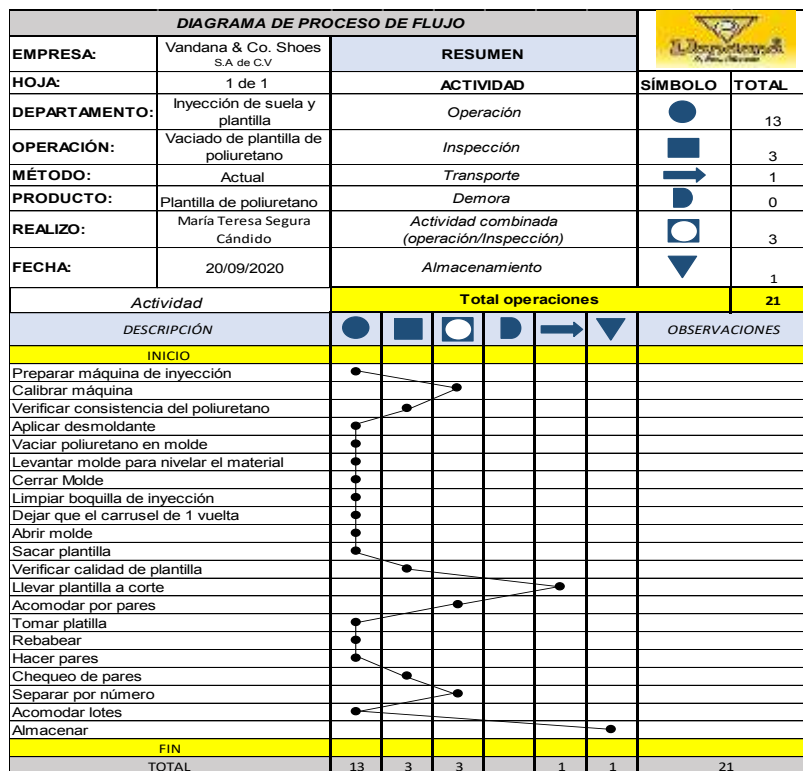 DIAGRAMA DE PROCESO DE FLUJO
EMPRESA:
Vandana & Co. Shoes
S.A de C.V
RESUMEN
HOJA:
1 de 1
ACTIVIDAD
SÍMBOLO
TOTAL
DEPARTAMENTO:
Inyección de suela y
plantilla
Operación
13
OPERACIÓN:
Vaciado de plantilla de
poliuretano
Inspección
3
MÉTODO:
Actual
Transporte
1
PRODUCTO:
Plantilla de poliuretano
Demora
0
REALIZO:
María Teresa Segura
Cándido
Actividad combinada
(operación/Inspección)
3
FECHA:
20/09/2020
Almacenamiento
1
Actividad
Total operaciones
21
DESCRIPCIÓN
OBSERVACIONES
INICIO
Preparar máquina de inyección
Calibrar máquina
Verificar consistencia del poliuretano
Aplicar desmoldante
Vaciar poliuretano en molde
Levantar molde para nivelar el material
Cerrar Molde
Limpiar boquilla de inyección
Dejar que el carrusel de 1 vuelta
Abrir molde
Sacar plantilla
Verificar calidad de plantilla
Llevar plantilla a corte
Acomodar por pares
Tomar platilla
Rebabear
Hacer pares
Chequeo de pares
Separar por número
Acomodar lotes
Almacenar
FIN
TOTAL
13
3
3
1
1
21